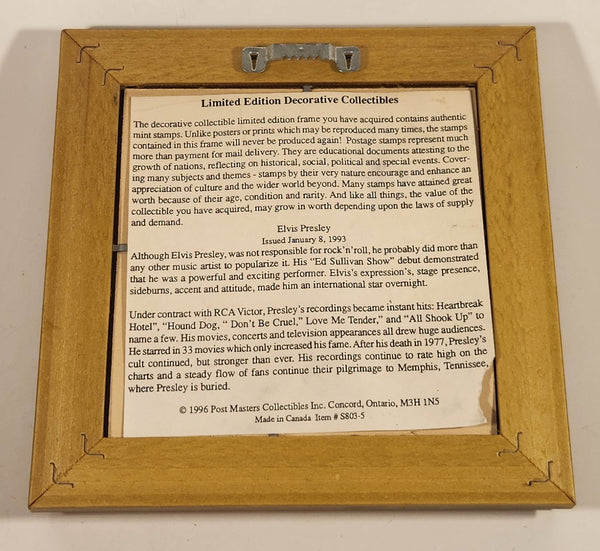 Limited Edition Decorative Collectibles
The decorative collectible limited edition frame you have acquired contains authentic
mint stamps. Unlike posters or prints which may be reproduced many times, the stamps
contained in this frame will never be produced again! Postage stamps represent much
more than payment for mail delivery. They are educational documents attesting to the
growth of nations, reflecting on historical, social, political and special events. Cover-
ing many subjects and themes - stamps by their very nature encourage and enhance an
appreciation of culture and the wider world beyond. Many stamps have attained great
worth because of their age, condition and rarity. And like all things, the value of the
collectible you have acquired, may grow in worth depending upon the laws of supply
and demand.
Elvis Presley
Issued January 8, 1993
Although Elvis Presley, was not responsible for rock'n'roll, he probably did more than
any other music artist to popularize it. His "Ed Sullivan Show" debut demonstrated
that he was a powerful and exciting performer. Elvis's expression's, stage presence,
sideburns, accent and attitude, made him an international star overnight.
Under contract with RCA Victor, Presley's recordings became instant hits: Heartbreak
Hotel", "Hound Dog, " Don't Be Cruel," Love Me Tender," and "All Shook Up" to
name a few. His movies, concerts and television appearances all drew huge audiences.
He starred in 33 movies which only increased his fame. After his death in 1977, Presley's
cult continued, but stronger than ever. His recordings continue to rate high on the
charts and a steady flow of fans continue their pilgrimage to Memphis, Tennessee,
where Presley is buried.
© 1996 Post Masters Collectibles Inc. Concord, Ontario, M3H 1N5
Made in Canada Item # S803-5